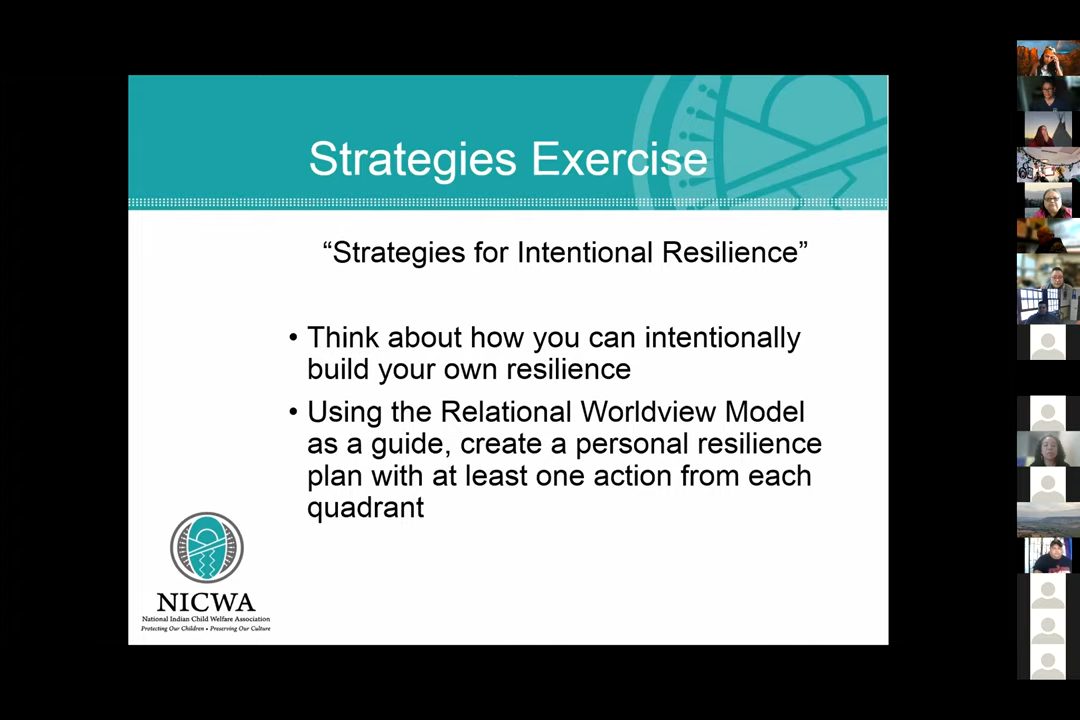 Strategies Exercise
“Strategies for Intentional Resilience”
• Think about how you can intentionally
build your own resilience
• Using the Relational Worldview Model
as a guide, create a personal resilience
plan with at least one action from each
quadrant
NICWA
National Indian Child Welfare Association
Protecting Our Children • Preserving Our Culture